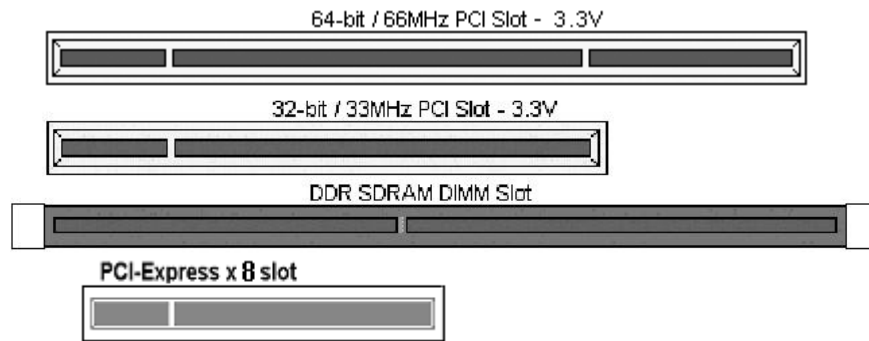 64-bit / 66MHz PCI Slot - 3.3V
32-bit / 33MHz PCI Slot - 3.3V
DDR SDRAM DIMM Slot
PCI-Express x 8 slot